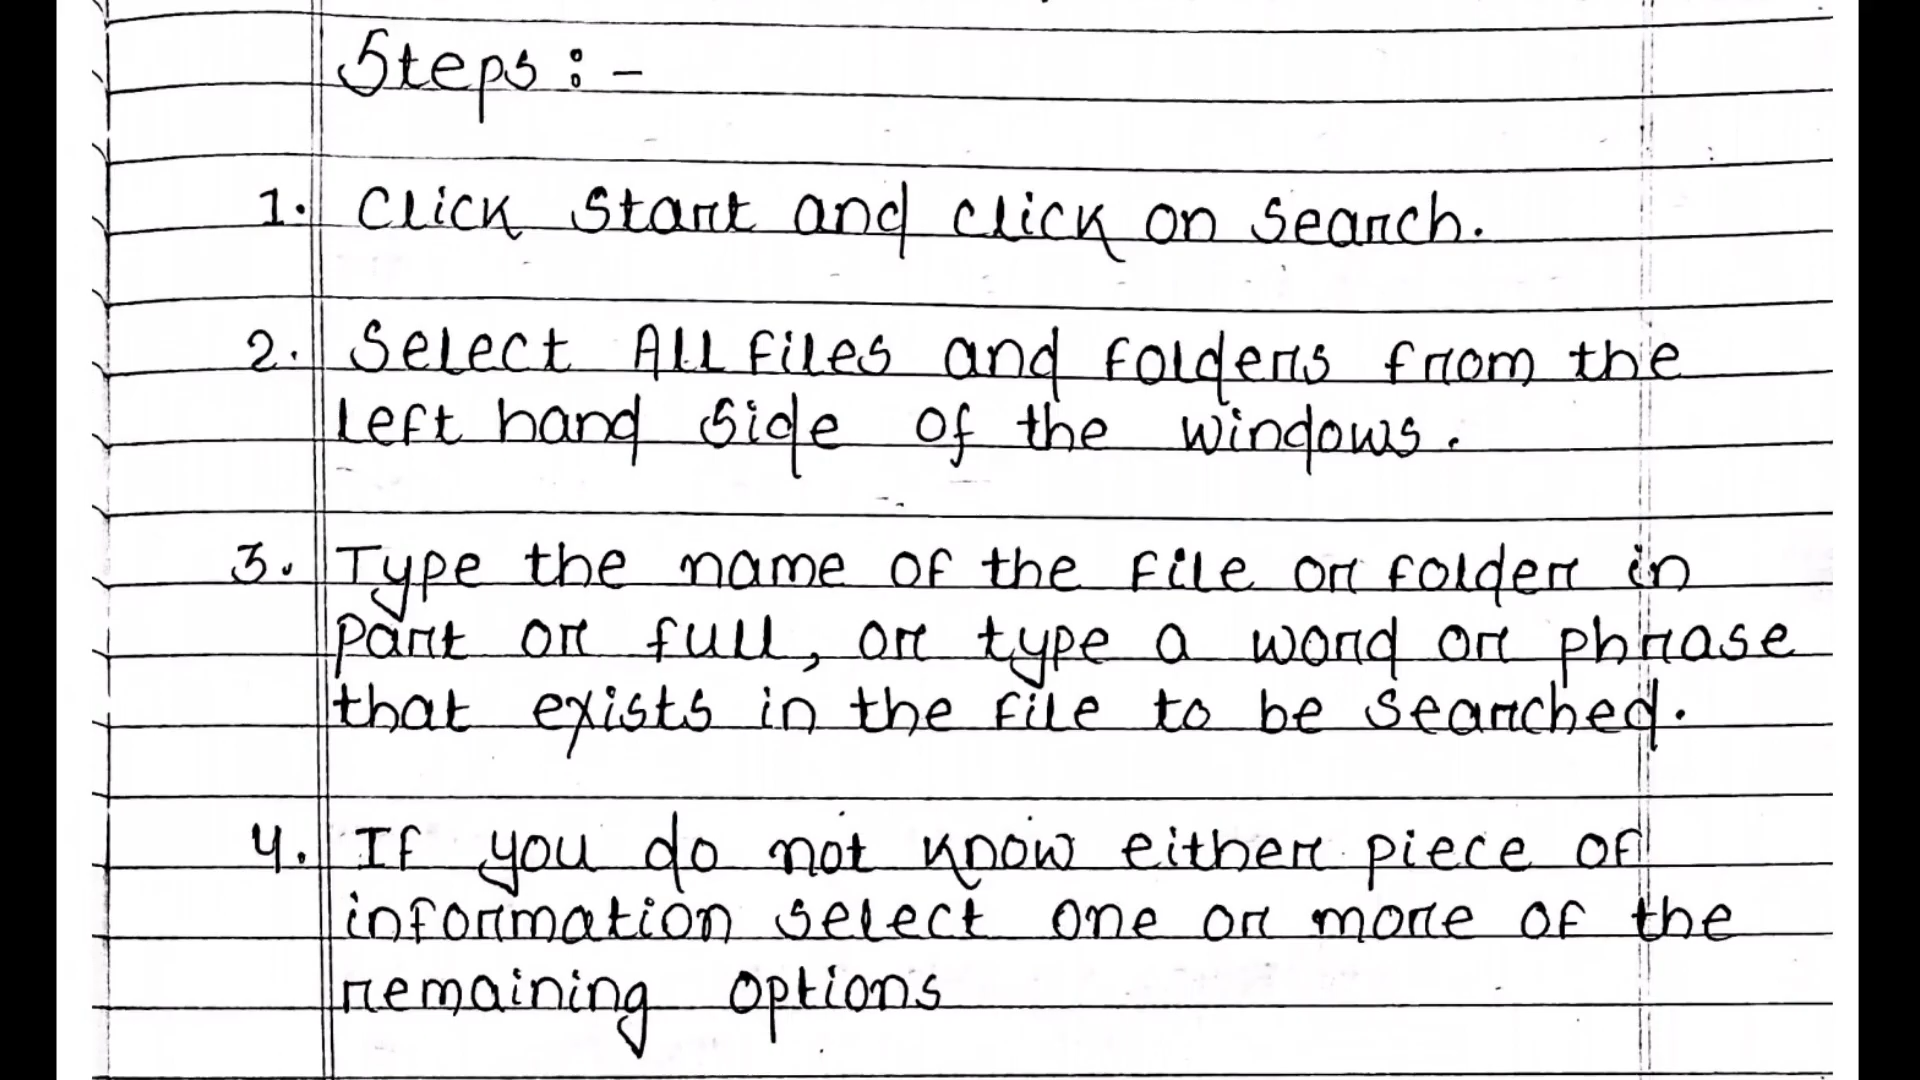 Steps : -
1. Click Start and click on Search.
2. Select All files and folders from the
left hand side of the windows.
3. Type the name of the file or folder in
part or full, or type a word or phrase
that exists in the file to be searched.
4. If you do not know either piece of
information select one or more of the
remaining options